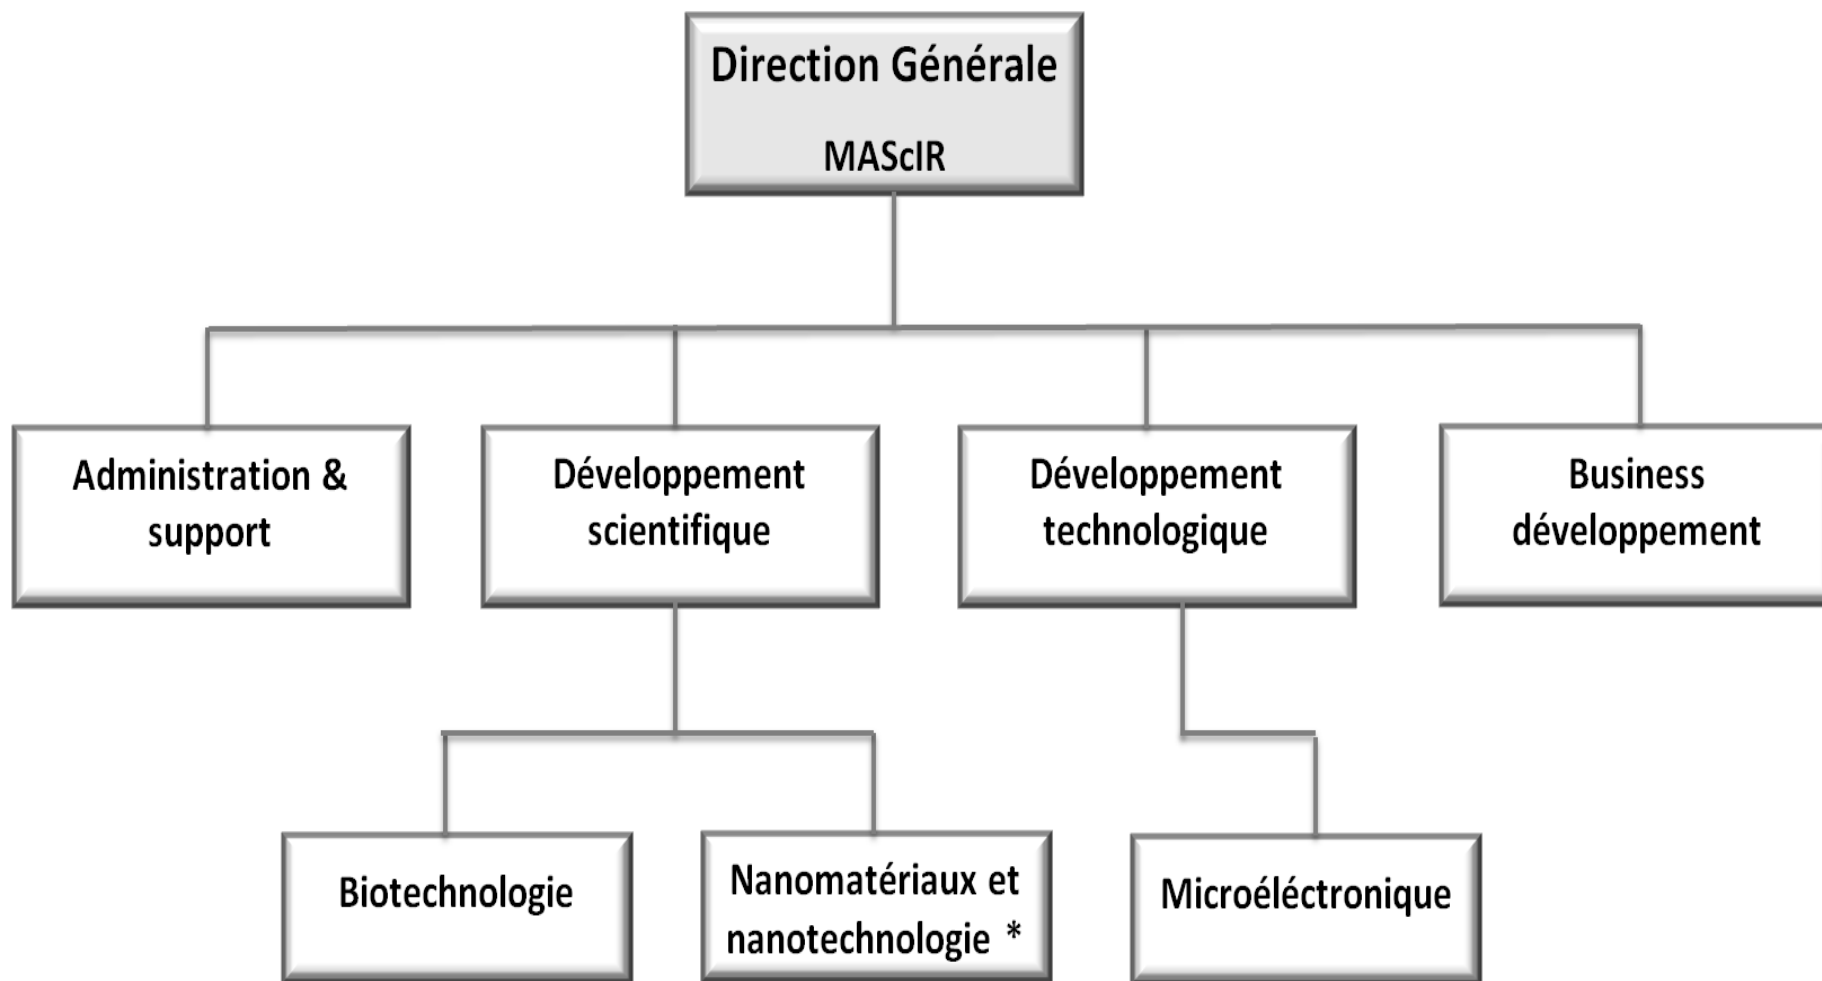 Direction Générale
MAScIR
Administration &
support
Développement
scientifique
Développement
technologique
Business
développement
Biotechnologie
Nanomatériaux et
nanotechnologie *
Microéléctronique